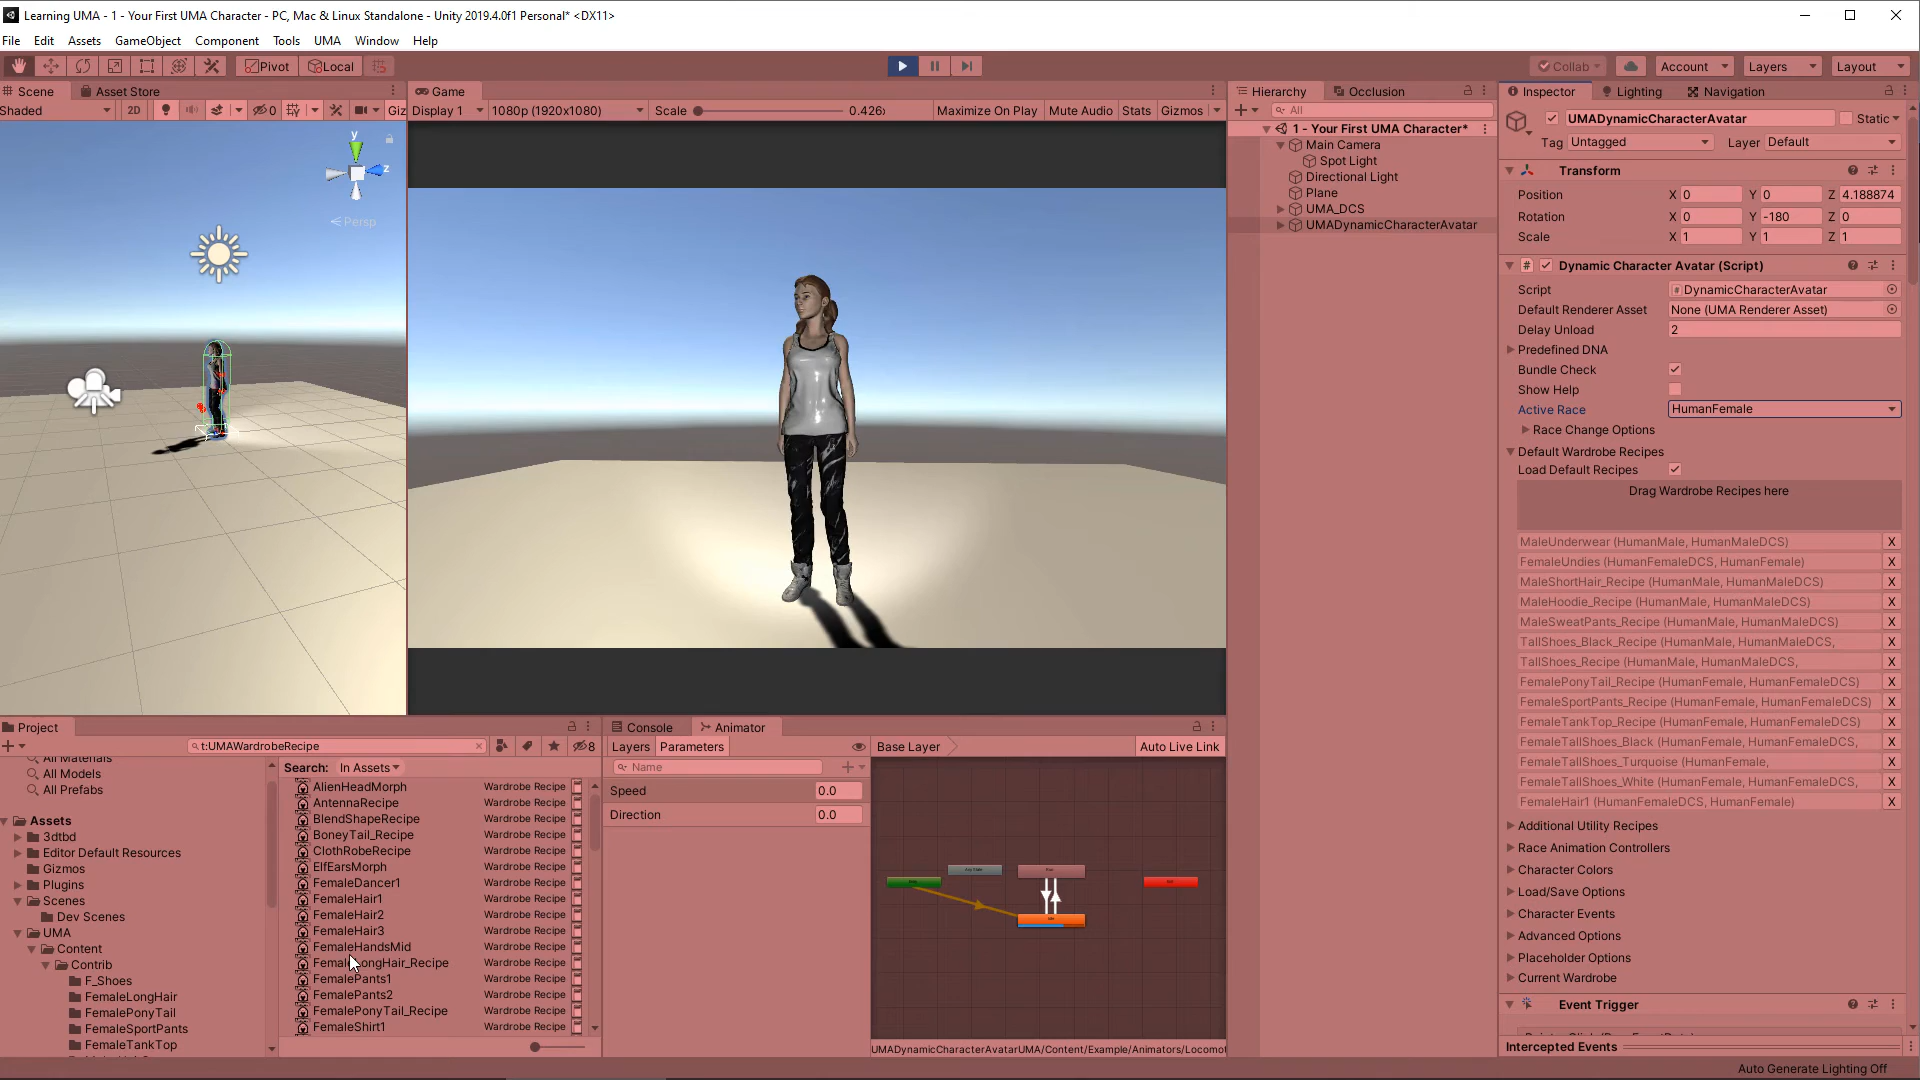 Learning UMA - 1 - Your First UMA Character - PC, Mac & Linux Standalone - Unity 2019.4.0f1 Personal* <DX11>
File Edit Assets GameObject Component Tools UMA Window Help
Pivot Local
Collab Account Layers Layout
Scene Asset Store
Shaded 2D 0 Giz
y
z
Persp
Game
Display 1 1080p (1920x1080) Scale 0.426x Maximize On Play Mute Audio Stats Gizmos
Hierarchy Occlusion
All
1 - Your First UMA Character*
Main Camera
Spot Light
Directional Light
Plane
UMA_DCS
UMADynamicCharacterAvatar
Inspector Lighting Navigation
UMADynamicCharacterAvatar Static
Tag Untagged Layer Default
Transform
Position X 0 Y 0 Z 4.188874
Rotation X 0 Y -180 Z 0
Scale X 1 Y 1 Z 1
Dynamic Character Avatar (Script)
Script DynamicCharacterAvatar
Default Renderer Asset None (UMA Renderer Asset)
Delay Unload 2
Predefined DNA
Bundle Check
Show Help
Active Race HumanFemale
Race Change Options
Default Wardrobe Recipes
Load Default Recipes
Drag Wardrobe Recipes here
MaleUnderwear (HumanMale, HumanMaleDCS) X
FemaleUndies (HumanFemaleDCS, HumanFemale) X
MaleShortHair_Recipe (HumanMale, HumanMaleDCS) X
MaleHoodie_Recipe (HumanMale, HumanMaleDCS) X
MaleSweatPants_Recipe (HumanMale, HumanMaleDCS) X
TallShoes_Black_Recipe (HumanMale, HumanMaleDCS, X
TallShoes_Recipe (HumanMale, HumanMaleDCS, X
FemalePonyTail_Recipe (HumanFemale, HumanFemaleDCS) X
FemaleSportPants_Recipe (HumanFemale, HumanFemaleDCS) X
FemaleTankTop_Recipe (HumanFemale, HumanFemaleDCS) X
FemaleTallShoes_Black (HumanFemale, HumanFemaleDCS, X
FemaleTallShoes_Turquoise (HumanFemale, X
FemaleTallShoes_White (HumanFemale, HumanFemaleDCS, X
FemaleHair1 (HumanFemaleDCS, HumanFemale) X
Additional Utility Recipes
Race Animation Controllers
Character Colors
Load/Save Options
Character Events
Advanced Options
Placeholder Options
Current Wardrobe
Event Trigger
Intercepted Events
Auto Generate Lighting Off
Project
t:UMAWardrobeRecipe 8
All Materials
All Models
All Prefabs
Assets
3dtbd
Editor Default Resources
Gizmos
Plugins
Scenes
Dev Scenes
UMA
Content
Contrib
F_Shoes
FemaleLongHair
FemalePonyTail
FemaleSportPants
FemaleTankTop
Search: In Assets
AlienHeadMorph Wardrobe Recipe
AntennaRecipe Wardrobe Recipe
BlendShapeRecipe Wardrobe Recipe
BoneyTail_Recipe Wardrobe Recipe
ClothRobeRecipe Wardrobe Recipe
ElfEarsMorph Wardrobe Recipe
FemaleDancer1 Wardrobe Recipe
FemaleHair1 Wardrobe Recipe
FemaleHair2 Wardrobe Recipe
FemaleHair3 Wardrobe Recipe
FemaleHandsMid Wardrobe Recipe
FemaleLongHair_Recipe Wardrobe Recipe
FemalePants1 Wardrobe Recipe
FemalePants2 Wardrobe Recipe
FemalePonyTail_Recipe Wardrobe Recipe
FemaleShirt1 Wardrobe Recipe
Console Animator
Layers Parameters Base Layer Auto Live Link
Name
Speed 0.0
Direction 0.0
UMADynamicCharacterAvatarUMA/Content/Example/Animators/Locomot